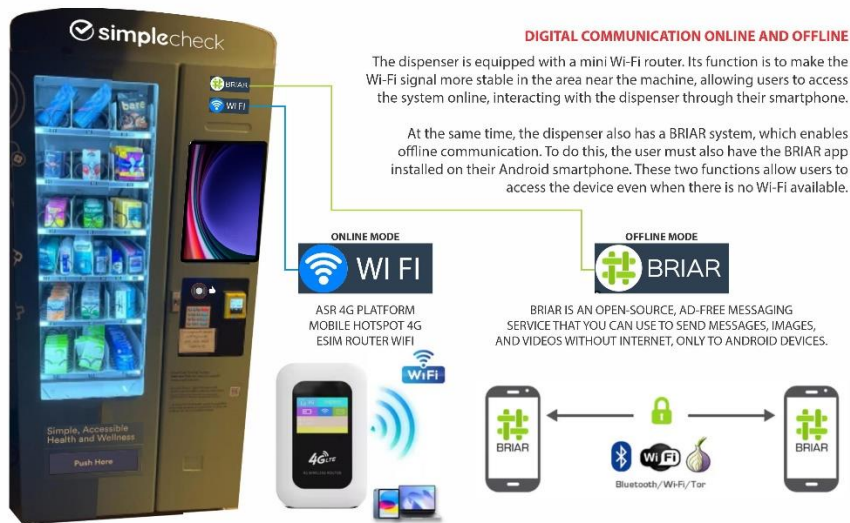 simplecheck
BRIAR
WI FI
bare
Simple, Accessible
Health and Wellness
Push Here
DIGITAL COMMUNICATION ONLINE AND OFFLINE
The dispenser is equipped with a mini Wi-Fi router. Its function is to make the
Wi-Fi signal more stable in the area near the machine, allowing users to access
the system online, interacting with the dispenser through their smartphone.
At the same time, the dispenser also has a BRIAR system, which enables
offline communication. To do this, the user must also have the BRIAR app
installed on their Android smartphone. These two functions allow users to
access the device even when there is no Wi-Fi available.
ONLINE MODE
WI FI
ASR 4G PLATFORM
MOBILE HOTSPOT 4G
ESIM ROUTER WIFI
WiFi
4G LTE
4G WIRELESS ROUTER
OFFLINE MODE
BRIAR
BRIAR IS AN OPEN-SOURCE, AD-FREE MESSAGING
SERVICE THAT YOU CAN USE TO SEND MESSAGES, IMAGES,
AND VIDEOS WITHOUT INTERNET, ONLY TO ANDROID DEVICES.
BRIAR
Wi Fi
Bluetooth/Wi-Fi/Tor
BRIAR